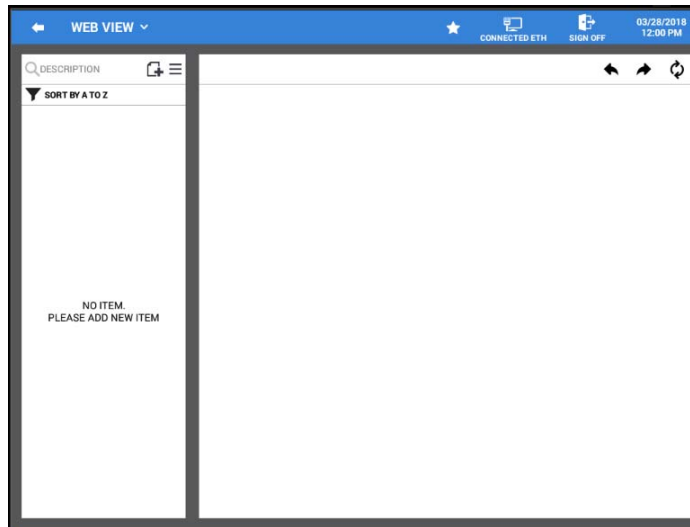 WEB VIEW
CONNECTED ETH
SIGN OFF
03/28/2018
12:00 PM
DESCRIPTION
SORT BY A TO Z
NO ITEM.
PLEASE ADD NEW ITEM